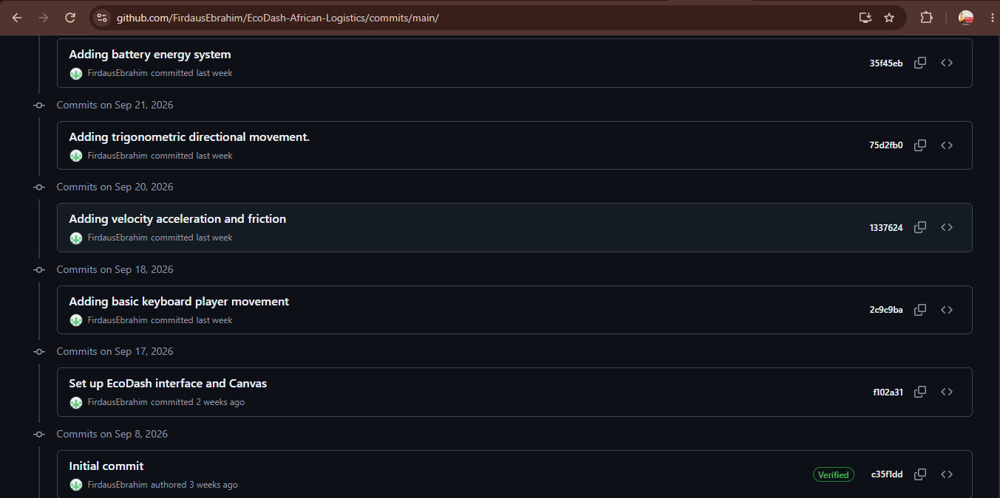 github.com/FirdausEbrahim/EcoDash-African-Logistics/commits/main/
Adding battery energy system
FirdausEbrahim committed last week
35f45eb
Commits on Sep 21, 2026
Adding trigonometric directional movement.
FirdausEbrahim committed last week
75d2fb0
Commits on Sep 20, 2026
Adding velocity acceleration and friction
FirdausEbrahim committed last week
1337624
Commits on Sep 18, 2026
Adding basic keyboard player movement
FirdausEbrahim committed last week
2c9c9ba
Commits on Sep 17, 2026
Set up EcoDash interface and Canvas
FirdausEbrahim committed 2 weeks ago
f102a31
Commits on Sep 8, 2026
Initial commit
FirdausEbrahim authored 3 weeks ago
Verified
c35f1dd